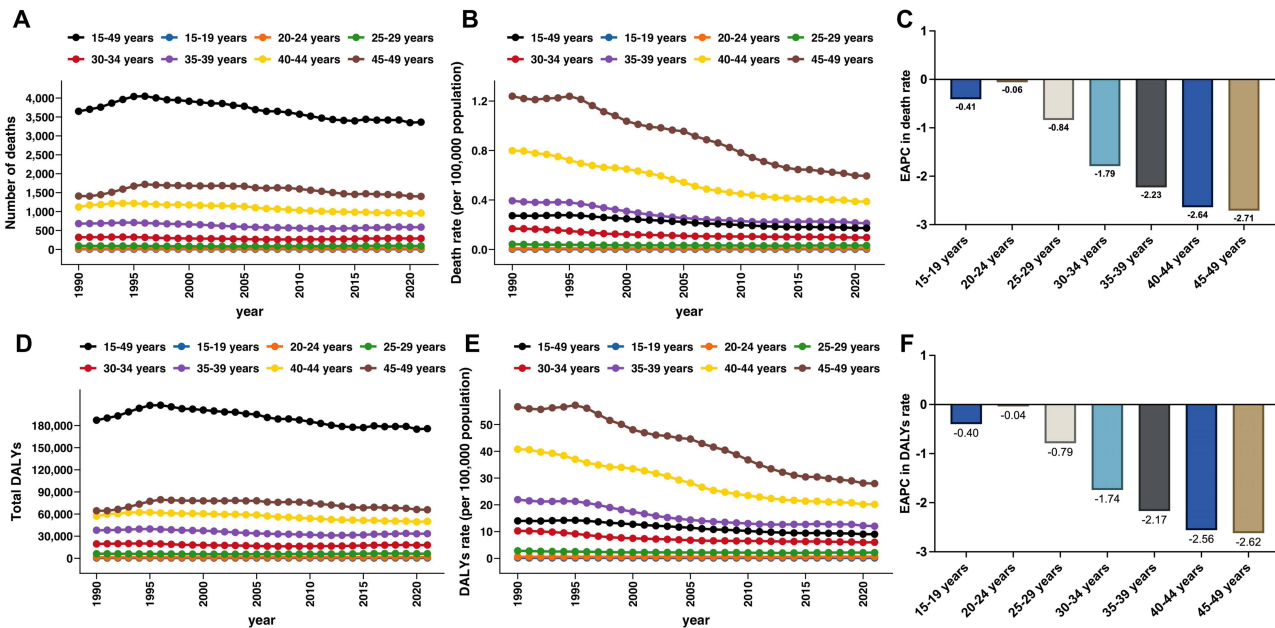 A
15-49 years 15-19 years 20-24 years 25-29 years
30-34 years 35-39 years 40-44 years 45-49 years
Number of deaths
4,000
3,500
3,000
2,500
2,000
1,500
1,000
500
0
1990 1995 2000 2005 2010 2015 2020
year
B
15-49 years 15-19 years 20-24 years 25-29 years
30-34 years 35-39 years 40-44 years 45-49 years
Death rate (per 100,000 population)
1.2
0.8
0.4
0.0
1990 1995 2000 2005 2010 2015 2020
year
C
EAPC in death rate
1
0
-1
-2
-3
-0.41
-0.06
-0.84
-1.79
-2.23
-2.64
-2.71
15-19 years
20-24 years
25-29 years
30-34 years
35-39 years
40-44 years
45-49 years
D
15-49 years 15-19 years 20-24 years 25-29 years
30-34 years 35-39 years 40-44 years 45-49 years
Total DALYs
180,000
150,000
120,000
90,000
60,000
30,000
0
1990 1995 2000 2005 2010 2015 2020
year
E
15-49 years 15-19 years 20-24 years 25-29 years
30-34 years 35-39 years 40-44 years 45-49 years
DALYs rate (per 100,000 population)
50
40
30
20
10
0
1990 1995 2000 2005 2010 2015 2020
year
F
EAPC in DALYs rate
1
0
-1
-2
-3
-0.40
-0.04
-0.79
-1.74
-2.17
-2.56
-2.62
15-19 years
20-24 years
25-29 years
30-34 years
35-39 years
40-44 years
45-49 years